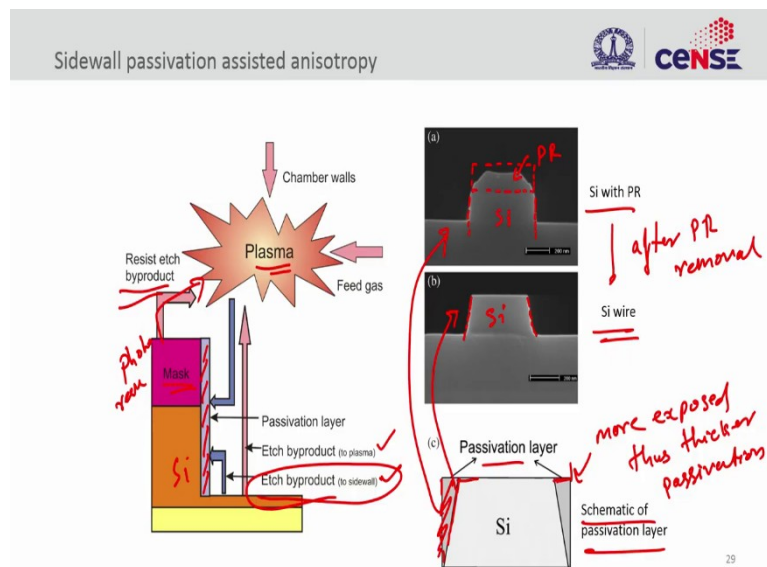 Sidewall passivation assisted anisotropy
CeNSE
Chamber walls
Plasma
Resist etch
byproduct
Feed gas
Mask
Si
Passivation layer
Etch byproduct (to plasma)
Etch byproduct (to sidewall)
(a)
PR
Si
Si with PR
after PR
removal
(b)
Si
Si wire
(c)
Passivation layer
more exposed
thus thicker
passivation
Si
Schematic of
passivation layer
29